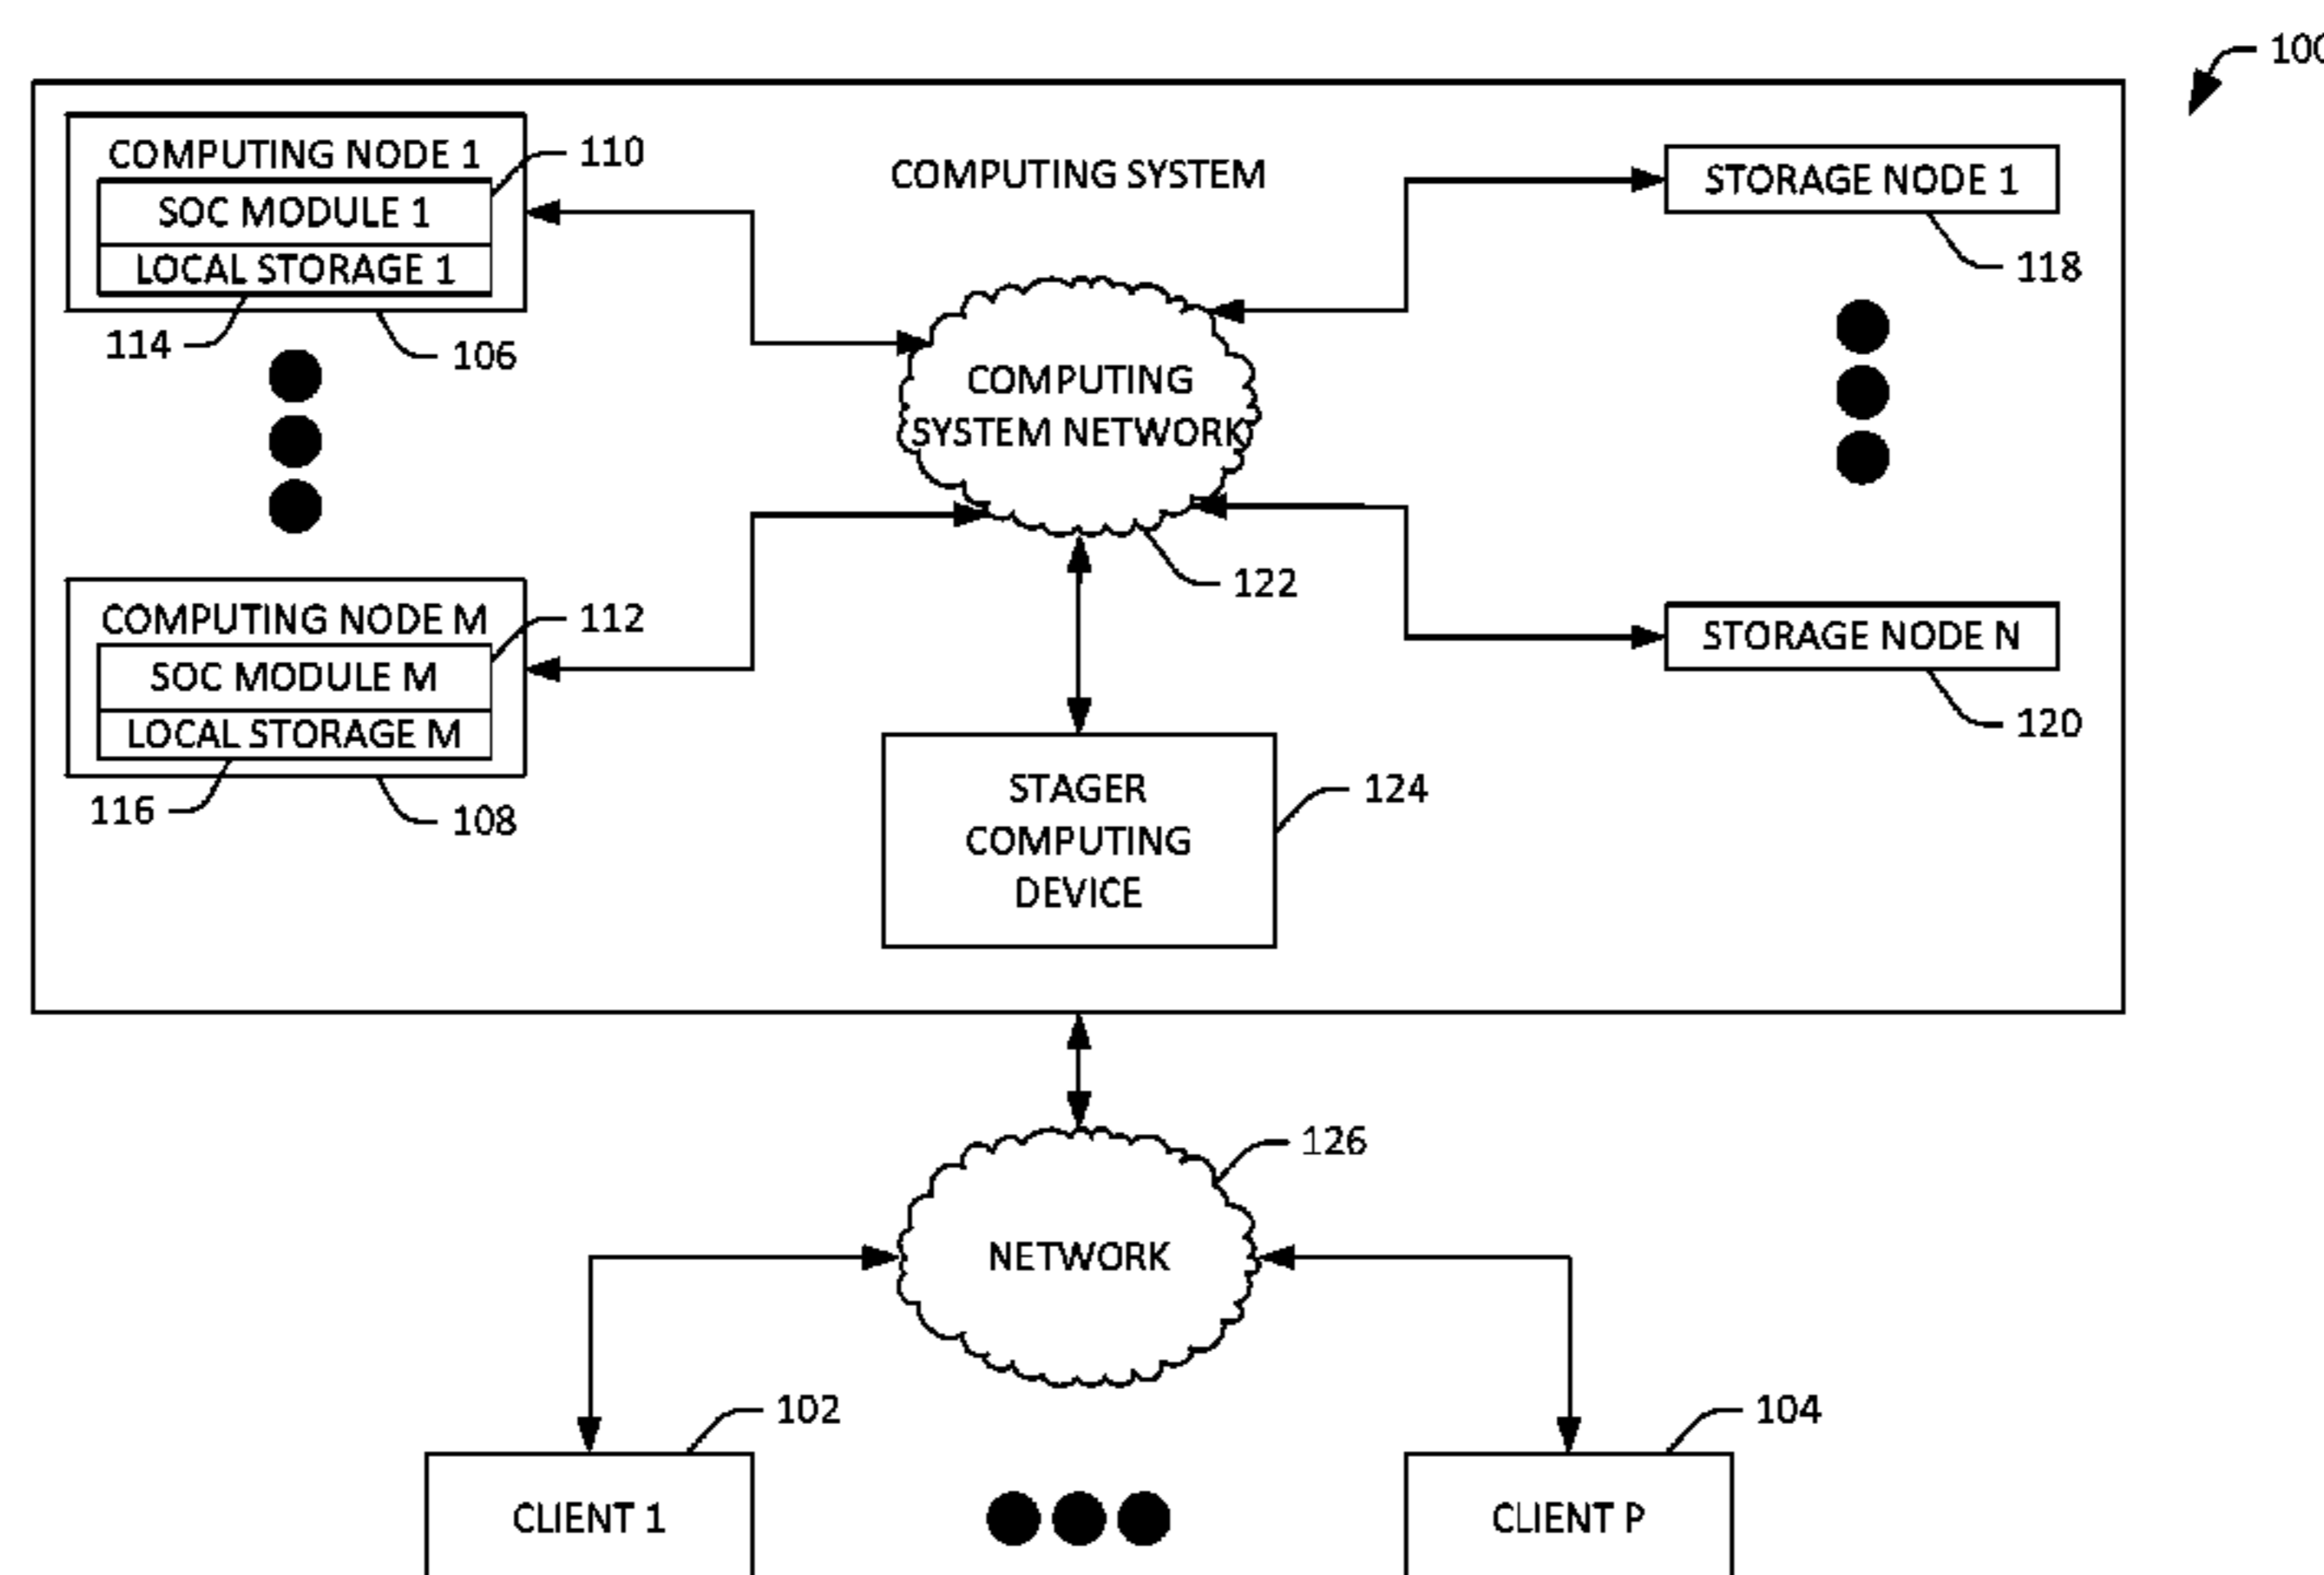 100
COMPUTING NODE 1
110
SOC MODULE 1
LOCAL STORAGE 1
114
106
COMPUTING SYSTEM
STORAGE NODE 1
118
COMPUTING
SYSTEM NETWORK
122
COMPUTING NODE M
112
SOC MODULE M
LOCAL STORAGE M
116
108
STORAGE NODE N
120
STAGER
COMPUTING
DEVICE
124
126
NETWORK
102
CLIENT 1
104
CLIENT P